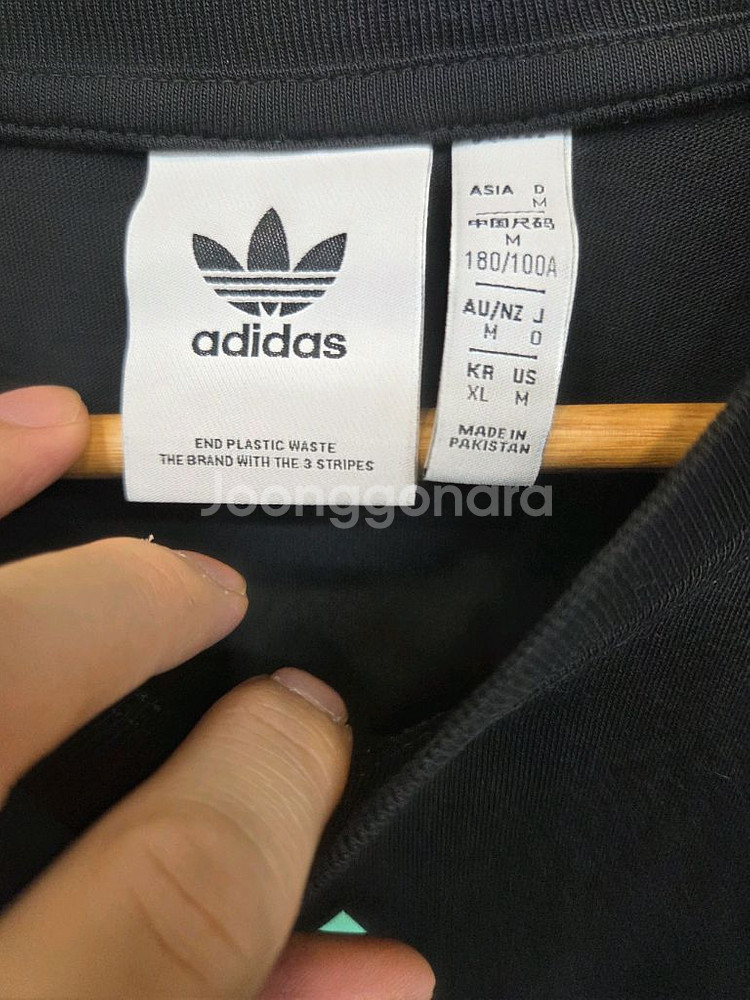 adidas
END PLASTIC WASTE
THE BRAND WITH THE 3 STRIPES
ASIA D
M
中国尺码
M
180/100A
AU/NZ J
M O
KR US
XL M
MADE IN
PAKISTAN
Joonggonara